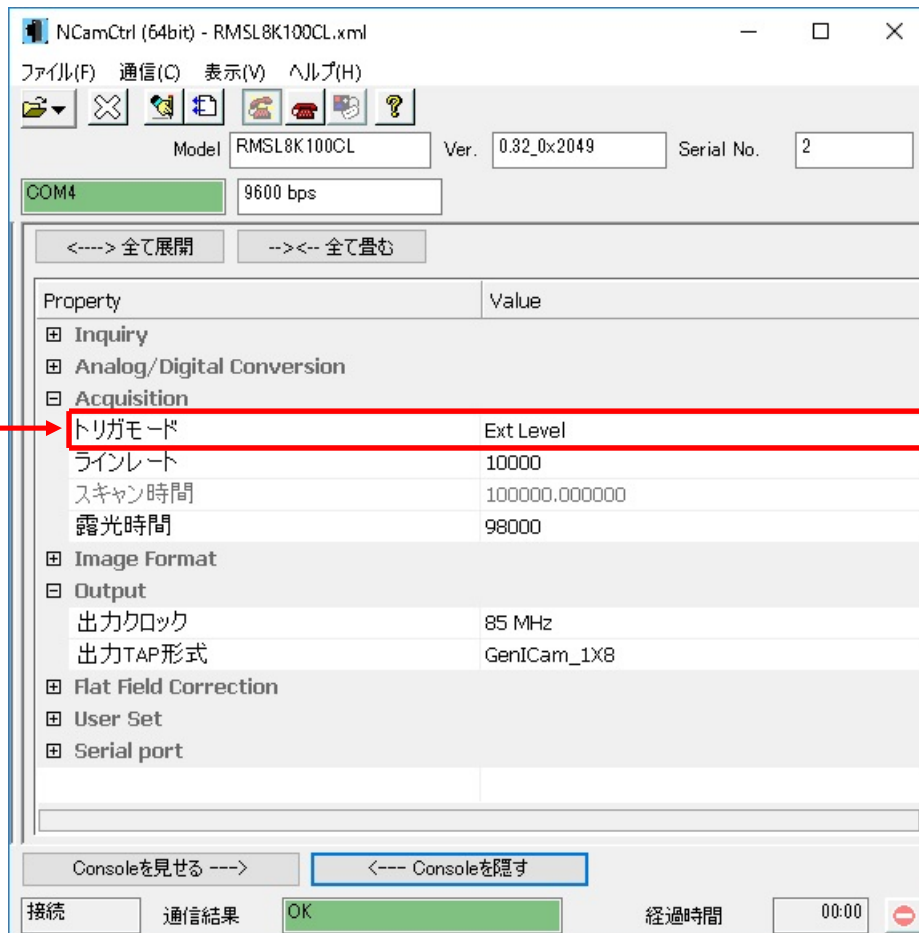 NCamCtrl (64bit) - RMSL8K100CL.xml
ファイル(F) 通信(C) 表示(V) ヘルプ(H)
Model RMSL8K100CL Ver. 0.32_0x2049 Serial No. 2
COM4 9600 bps
<----> 全て展開 --><-- 全て畳む
Property Value
Inquiry
Analog/Digital Conversion
Acquisition
トリガモード Ext Level
ラインレート 10000
スキャン時間 100000.000000
露光時間 98000
Image Format
Output
出力クロック 85 MHz
出力TAP形式 GenICam_1X8
Flat Field Correction
User Set
Serial port
Consoleを見せる ---> <--- Consoleを隠す
接続 通信結果 OK 経過時間 00:00